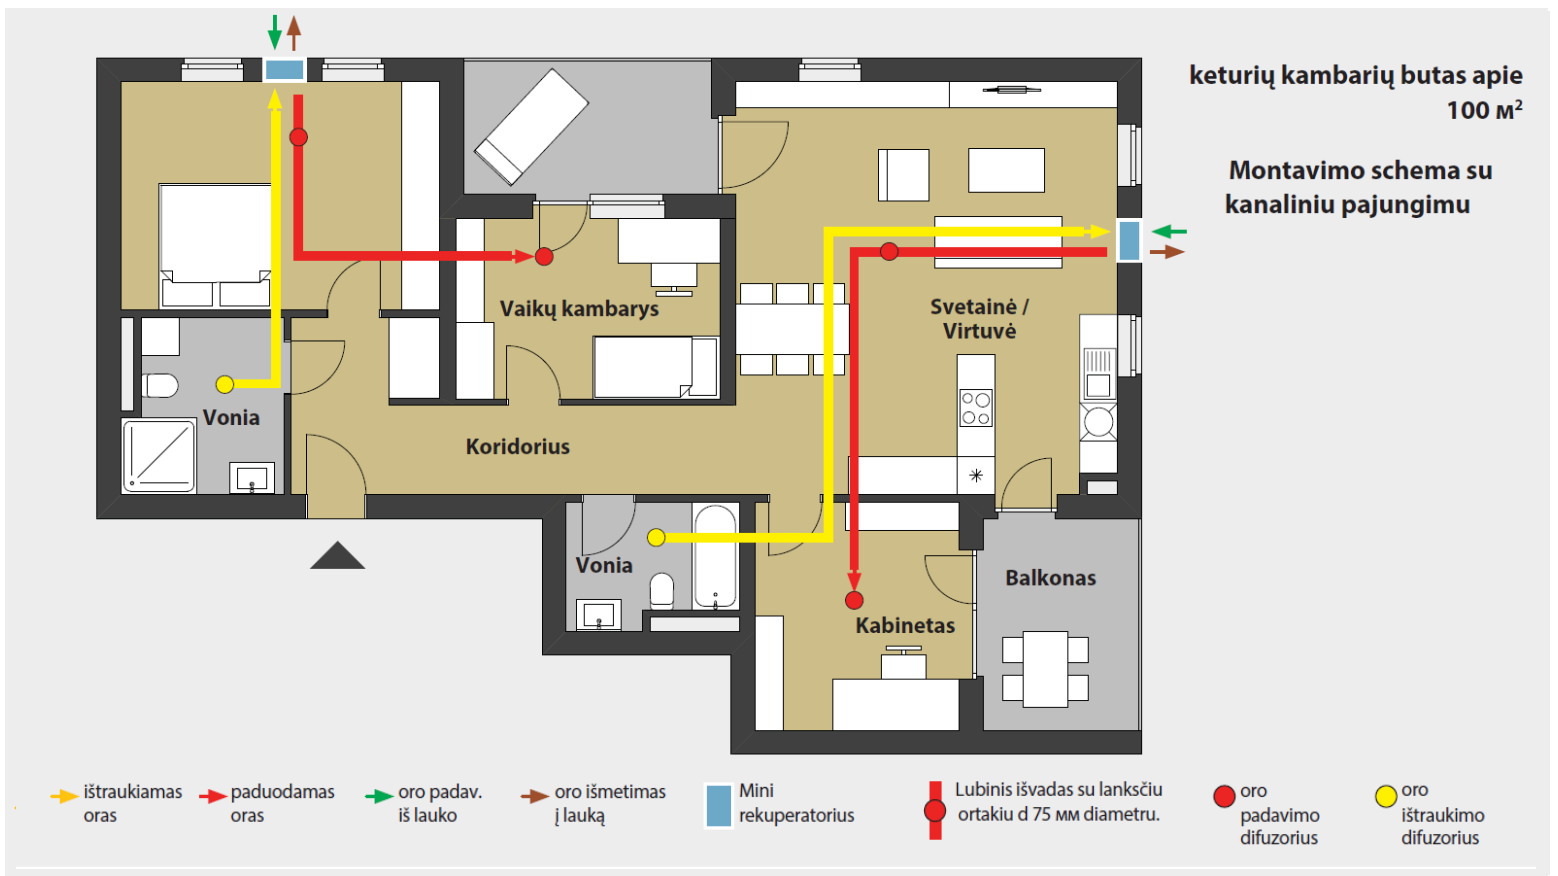 keturių kambarių butas apie
100 м²
Montavimo schema su
kanaliniu pajungimu
Vaikų kambarys
Svetainė /
Virtuvė
Vonia
Koridorius
Vonia
Balkonas
Kabinetas
ištraukiamas
oras
paduodamas
oras
oro padav.
iš lauko
oro išmetimas
į lauką
Mini
rekuperatorius
Lubinis išvadas su lanksčiu
ortakiu d 75 мм diametru.
oro
padavimo
difuzorius
oro
ištraukimo
difuzorius